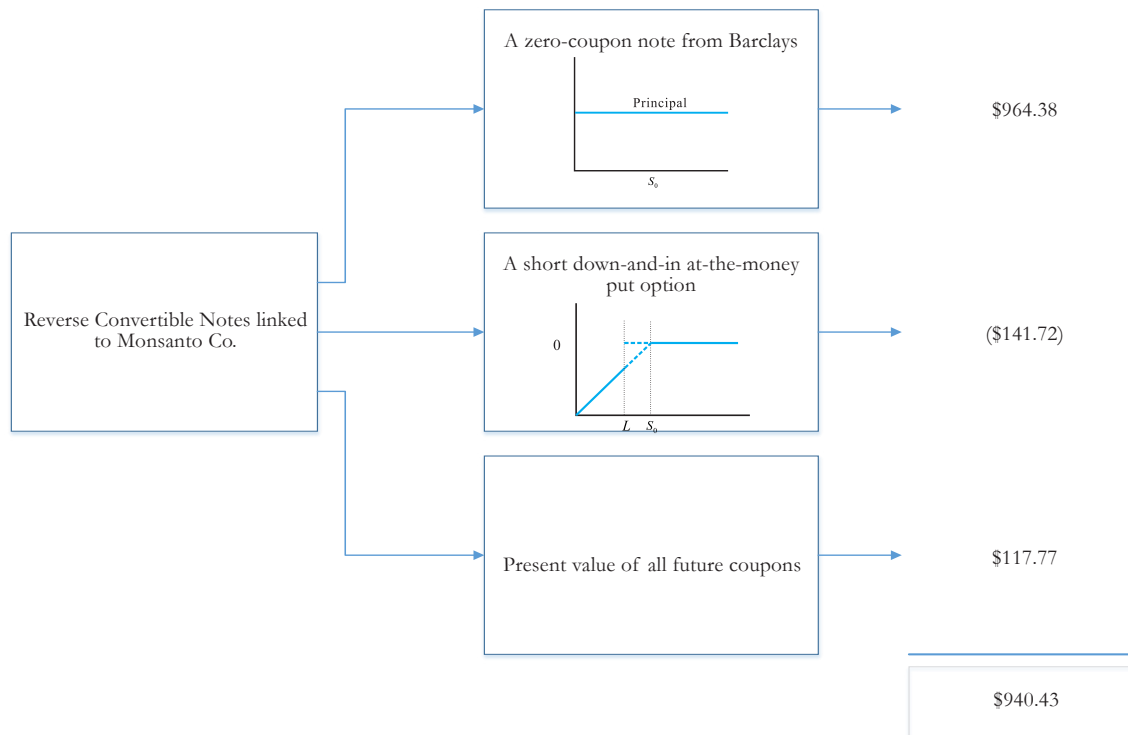 A zero-coupon note from Barclays
Principal
S₀
$964.38
Reverse Convertible Notes linked
to Monsanto Co.
A short down-and-in at-the-money
put option
0
L S₀
($141.72)
Present value of all future coupons
$117.77
$940.43